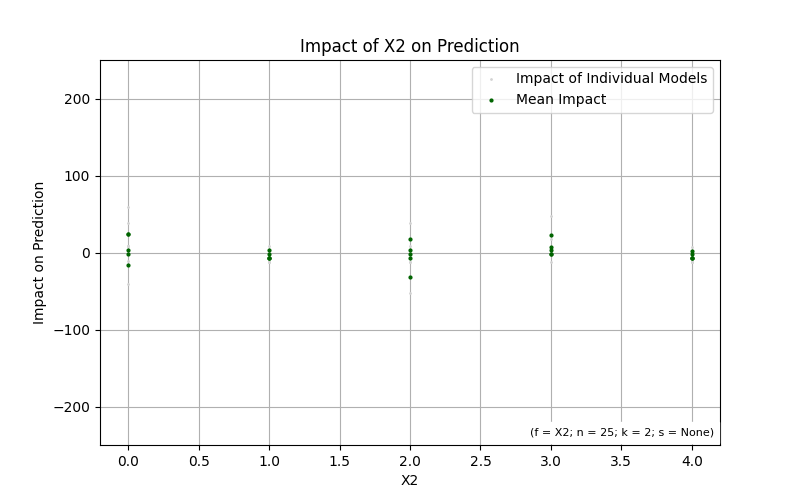 Impact of X2 on Prediction
Impact of Individual Models
Mean Impact
Impact on Prediction
200
100
0
−100
−200
(f = X2; n = 25; k = 2; s = None)
0.0 0.5 1.0 1.5 2.0 2.5 3.0 3.5 4.0
X2